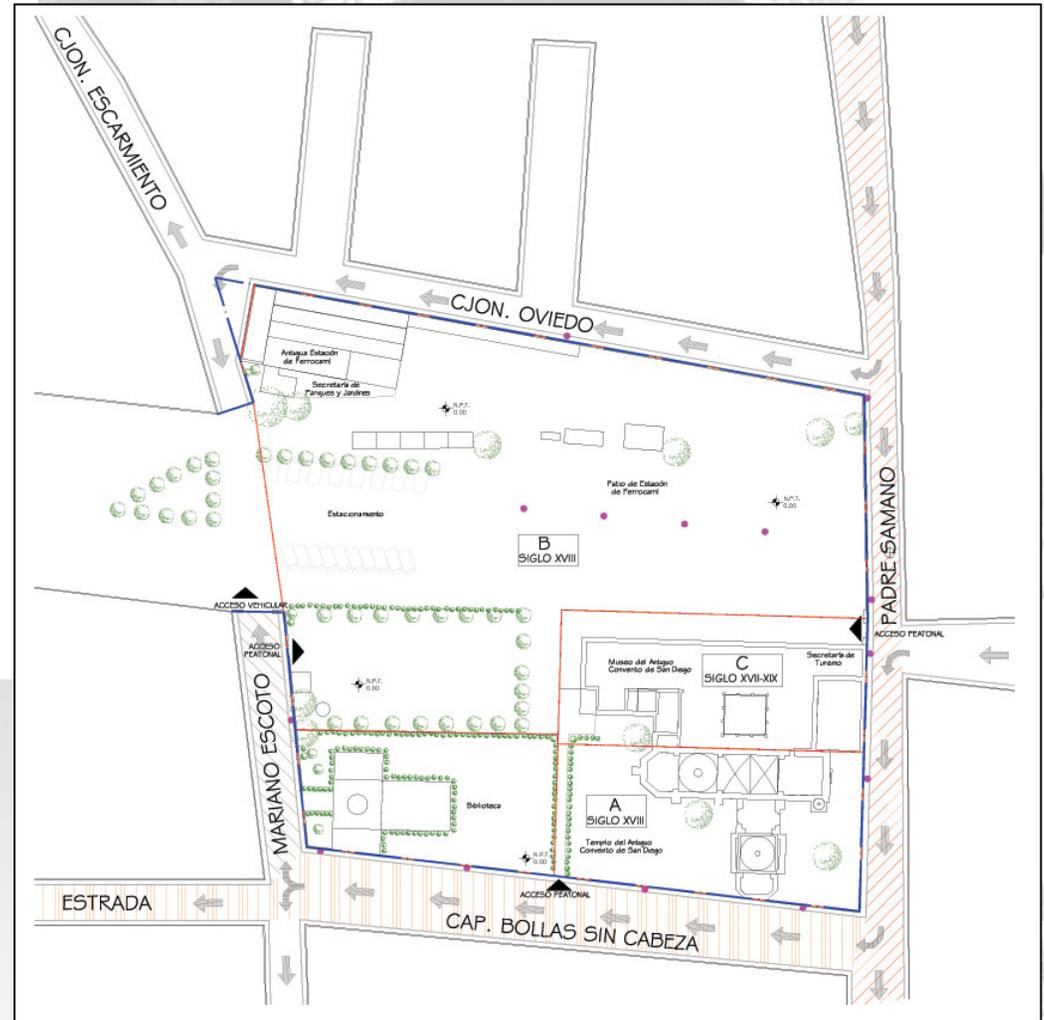 CJON. ESCARMIENTO
CJON. OVIEDO
Antigua Estación
de Ferrocarril
Secretaría de
Parques y Jardines
N.P.T.
0.00
Patio de Estación
de Ferrocarril
N.P.T.
0.00
Estacionamiento
B
SIGLO XVIII
PADRE SAMANO
ACCESO VEHICULAR
ACCESO
PEATONAL
ACCESO PEATONAL
Museo del Antiguo
Convento de San Diego
C
SIGLO XVII-XIX
Secretaría de
Turismo
N.P.T.
0.00
MARIANO ESCOTO
Biblioteca
A
SIGLO XVIII
Templo del Antiguo
Convento de San Diego
N.P.T.
0.00
ACCESO PEATONAL
ESTRADA
CAP. BOLLAS SIN CABEZA